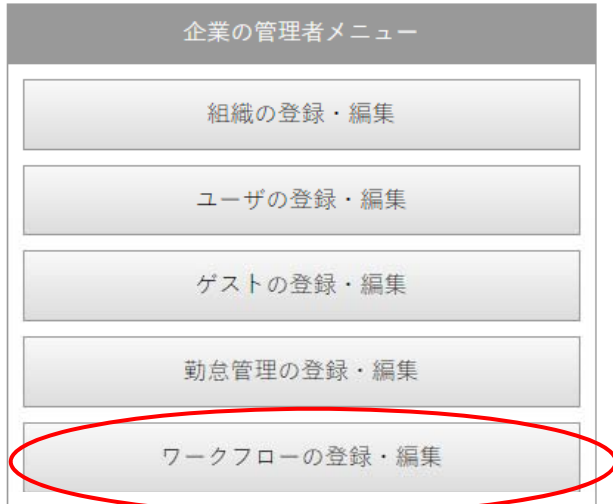 企業の管理者メニュー
組織の登録・編集
ユーザの登録・編集
ゲストの登録・編集
勤怠管理の登録・編集
ワークフローの登録・編集